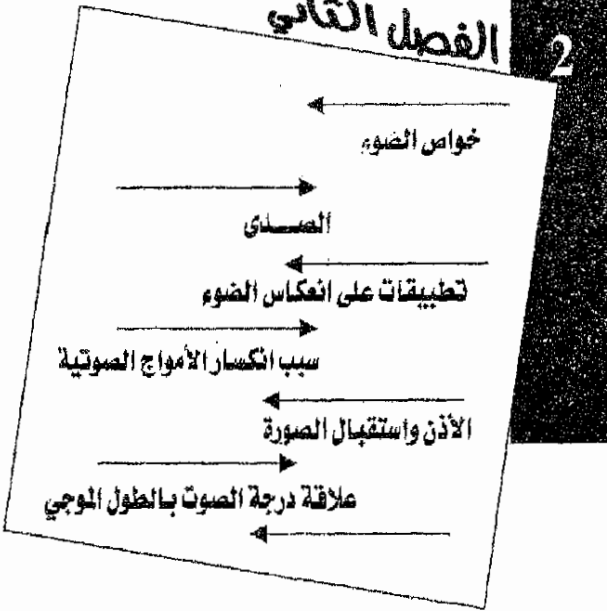 الفصل الثاني
2
خواص الضوء
الصـــدى
تطبيقات على انعكاس الضوء
سبب انكسار الأمواج الصوتية
الأذن واستقبال الصورة
علاقة درجة الصوت بالطول الموجي